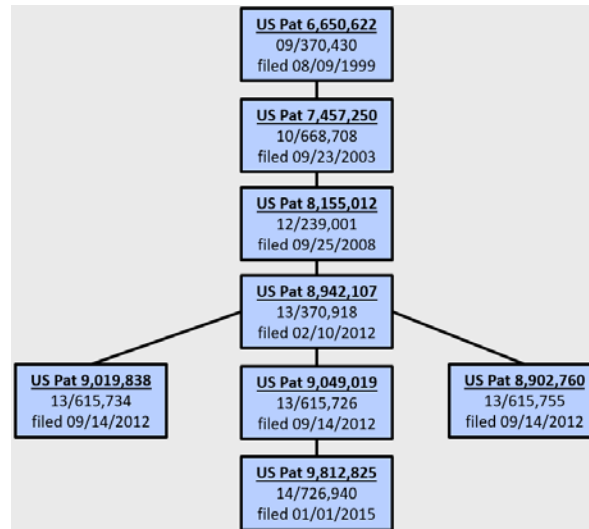 US Pat 6,650,622
09/370,430
filed 08/09/1999
US Pat 7,457,250
10/668,708
filed 09/23/2003
US Pat 8,155,012
12/239,001
filed 09/25/2008
US Pat 8,942,107
13/370,918
filed 02/10/2012
US Pat 9,019,838
13/615,734
filed 09/14/2012
US Pat 9,049,019
13/615,726
filed 09/14/2012
US Pat 8,902,760
13/615,755
filed 09/14/2012
US Pat 9,812,825
14/726,940
filed 01/01/2015